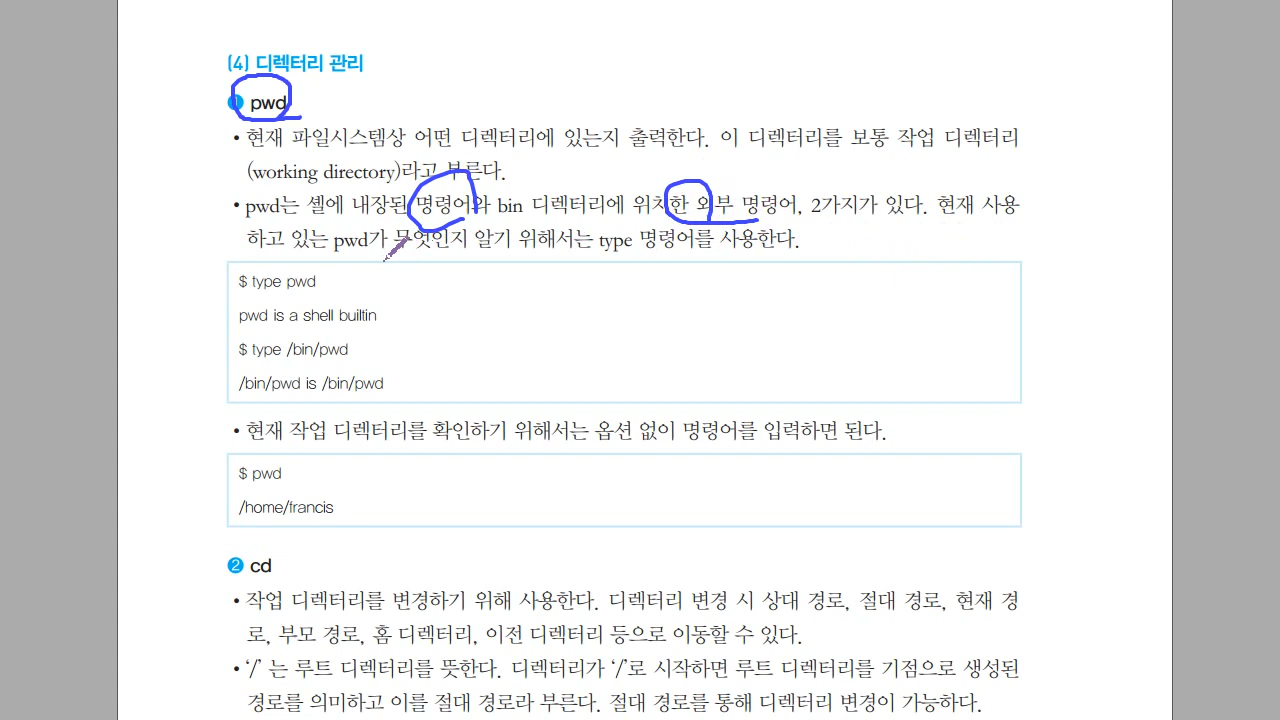 (4) 디렉터리 관리
1 pwd
• 현재 파일시스템상 어떤 디렉터리에 있는지 출력한다. 이 디렉터리를 보통 작업 디렉터리
(working directory)라고 부른다.
• pwd는 셸에 내장된 명령어와 bin 디렉터리에 위치한 외부 명령어, 2가지가 있다. 현재 사용
하고 있는 pwd가 무엇인지 알기 위해서는 type 명령어를 사용한다.
$ type pwd
pwd is a shell builtin
$ type /bin/pwd
/bin/pwd is /bin/pwd
• 현재 작업 디렉터리를 확인하기 위해서는 옵션 없이 명령어를 입력하면 된다.
$ pwd
/home/francis
2 cd
• 작업 디렉터리를 변경하기 위해 사용한다. 디렉터리 변경 시 상대 경로, 절대 경로, 현재 경
로, 부모 경로, 홈 디렉터리, 이전 디렉터리 등으로 이동할 수 있다.
• ‘/’ 는 루트 디렉터리를 뜻한다. 디렉터리가 ‘/’로 시작하면 루트 디렉터리를 기점으로 생성된
경로를 의미하고 이를 절대 경로라 부른다. 절대 경로를 통해 디렉터리 변경이 가능하다.